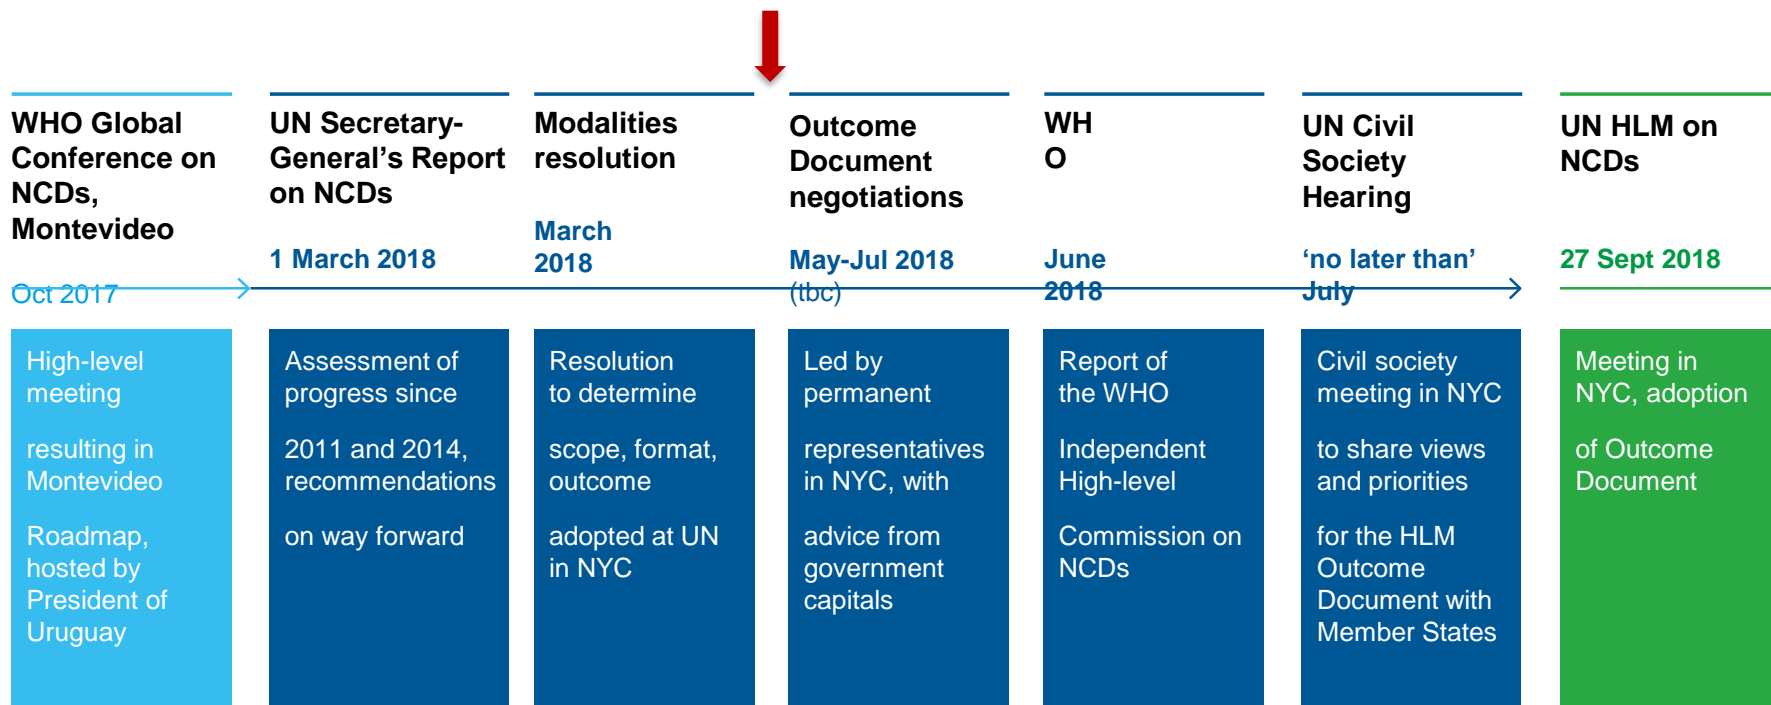 WHO Global
Conference on
NCDs,
Montevideo
Oct 2017
High-level
meeting
resulting in
Montevideo
Roadmap,
hosted by
President of
Uruguay
UN Secretary-
General’s Report
on NCDs
1 March 2018
Assessment of
progress since
2011 and 2014,
recommendations
on way forward
Modalities
resolution
March
2018
Resolution
to determine
scope, format,
outcome
adopted at UN
in NYC
Outcome
Document
negotiations
May-Jul 2018
(tbc)
Led by
permanent
representatives
in NYC, with
advice from
government
capitals
WH
O
June
2018
Report of
the WHO
Independent
High-level
Commission on
NCDs
UN Civil
Society
Hearing
‘no later than’
July
Civil society
meeting in NYC
to share views
and priorities
for the HLM
Outcome
Document with
Member States
UN HLM on
NCDs
27 Sept 2018
Meeting in
NYC, adoption
of Outcome
Document